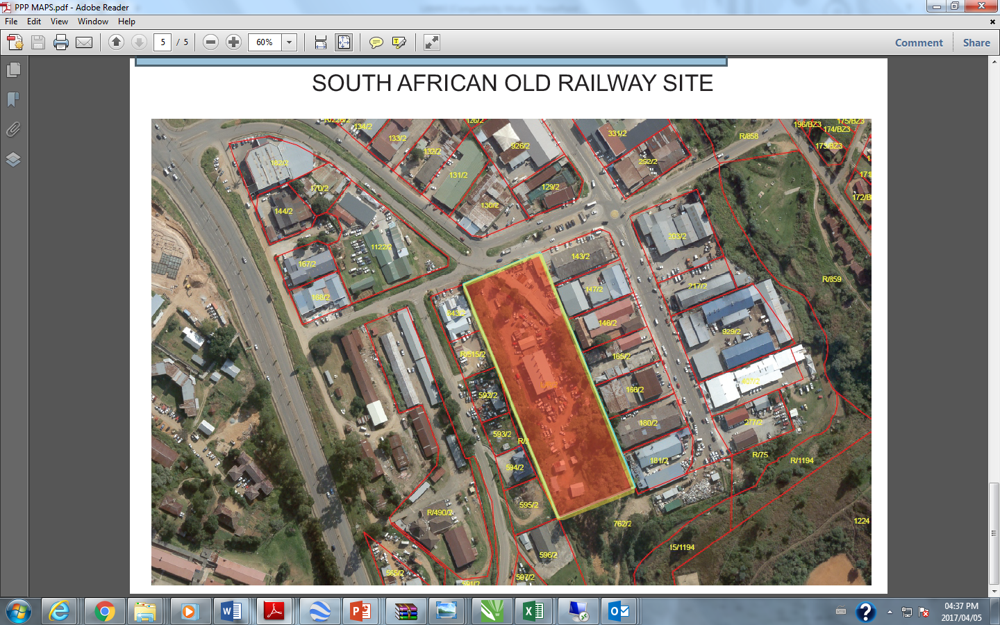 PPP MAPS.pdf - Adobe Reader
File Edit View Window Help
5 / 5 60% Comment Share
SOUTH AFRICAN OLD RAILWAY SITE
134/2
133/2
132/2
131/2
130/2
926/2
129/2
331/2
252/2
R/858
196/BZ3
175/BZ3
174/BZ3
173/BZ3
162/2
170/2
144/2
1122/2
167/2
168/2
203/2
143/2
147/2
217/2
R/859
843/2
146/2
929/2
R/515/2
165/2
592/2
168/2
593/2
180/2
277/2
R/2
594/2
181/2
R/75
R/1194
595/2
R/490/2
762/2
1224
596/2
15/1194
565/2
597/2
591/2
04:37 PM
2017/04/05